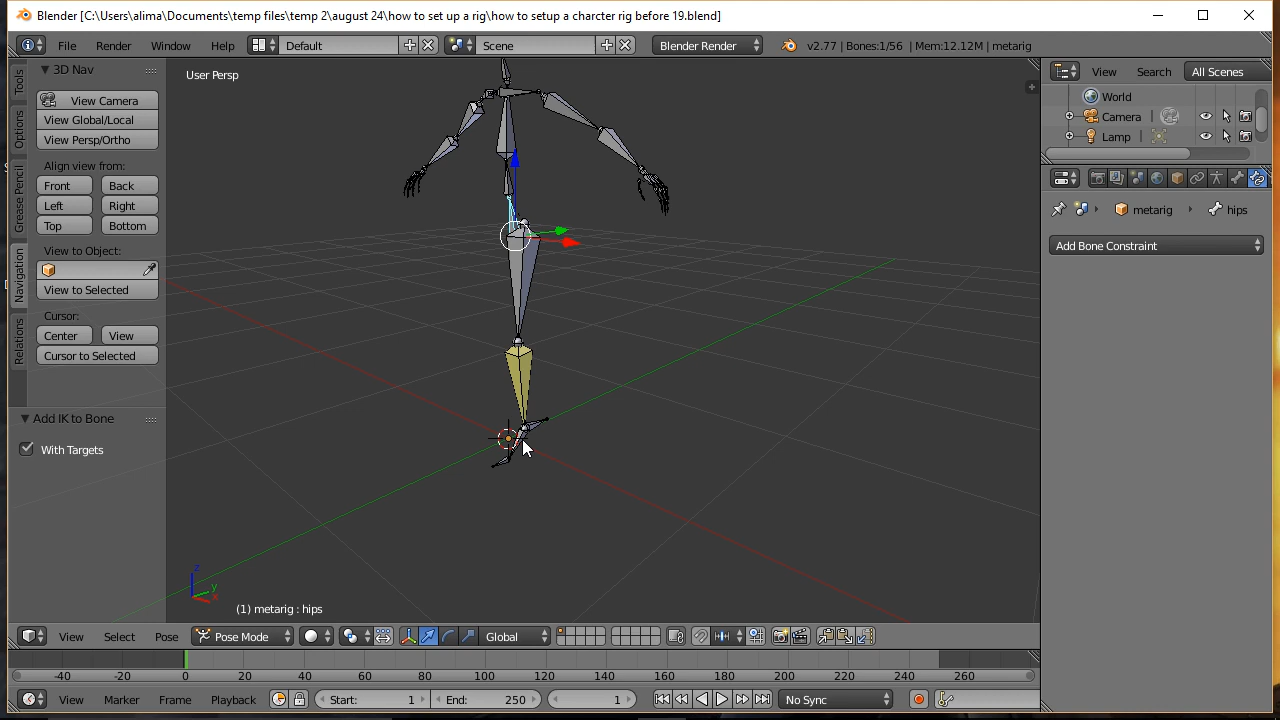 Blender [C:\Users\alima\Documents\temp files\temp 2\august 24\how to set up a rig\how to setup a charcter rig before 19.blend]
File Render Window Help Default Scene Blender Render v2.77 | Bones:1/56 | Mem:12.12M | metarig
3D Nav
View Camera
View Global/Local
View Persp/Ortho
Align view from:
Front Back
Left Right
Top Bottom
View to Object:
View to Selected
Cursor:
Center View
Cursor to Selected
Add IK to Bone
With Targets
Tools
Options
Grease Pencil
Navigation
Relations
User Persp
z
y
x
(1) metarig : hips
View Search All Scenes
World
Camera
Lamp
metarig hips
Add Bone Constraint
View Select Pose Pose Mode Global
-40 -20 0 20 40 60 80 100 120 140 160 180 200 220 240 260
View Marker Frame Playback Start: 1 End: 250 1 No Sync